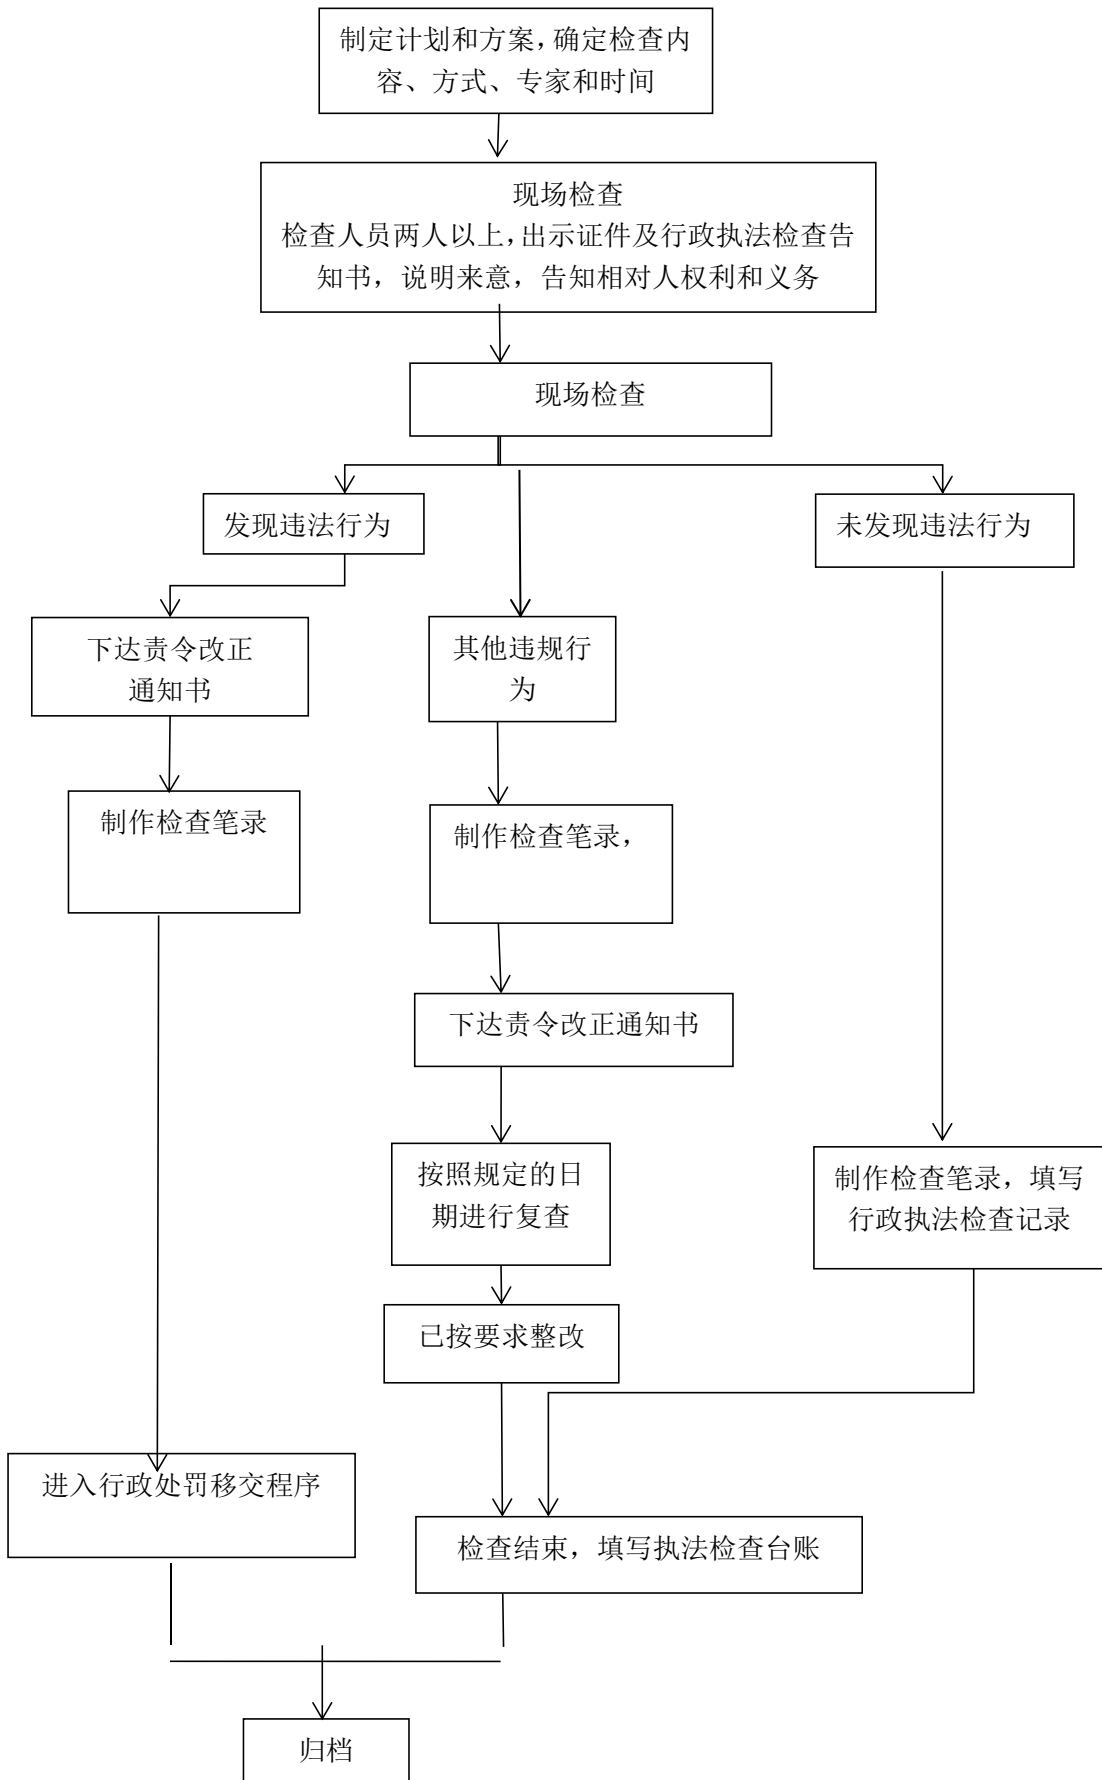 制定计划和方案，确定检查内
容、方式、专家和时间
现场检查
检查人员两人以上，出示证件及行政执法检查告
知书，说明来意，告知相对人权利和义务
现场检查
发现违法行为
未发现违法行为
下达责令改正
通知书
其他违规行
为
制作检查笔录
制作检查笔录，
下达责令改正通知书
按照规定的日
期进行复查
制作检查笔录，填写
行政执法检查记录
已按要求整改
进入行政处罚移交程序
检查结束，填写执法检查台账
归档